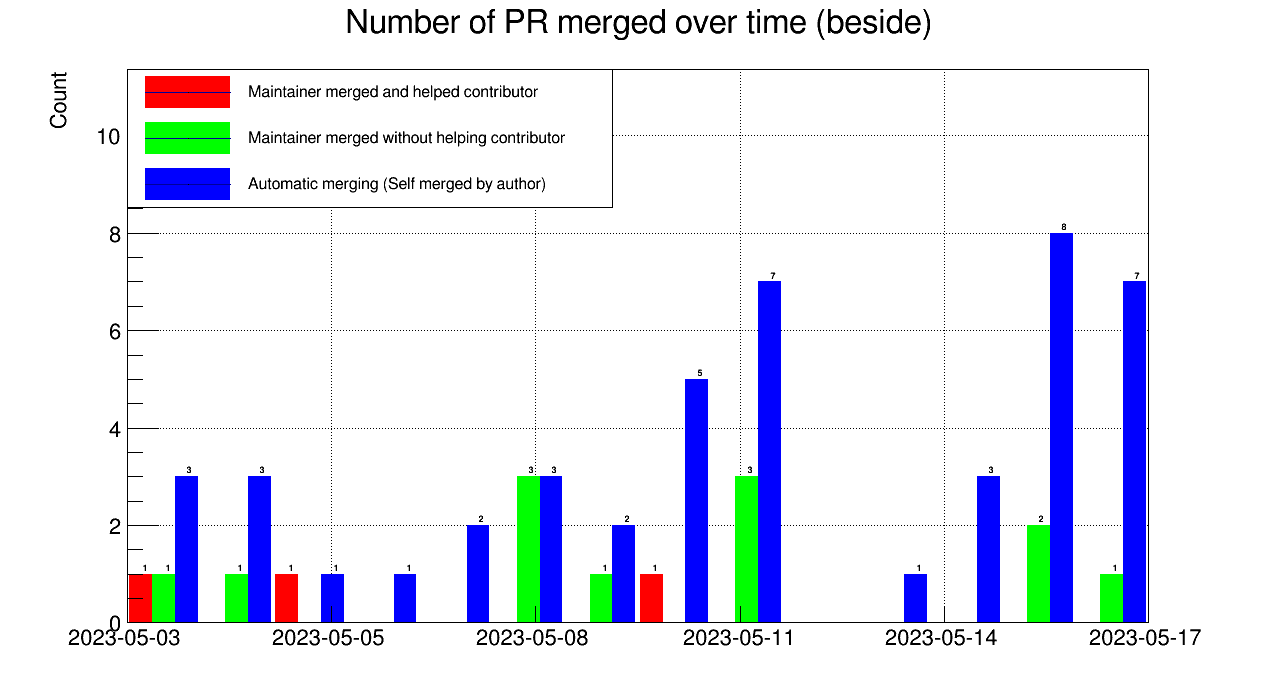 Number of PR merged over time (beside)
Count
Maintainer merged and helped contributor
Maintainer merged without helping contributor
Automatic merging (Self merged by author)
10
8
6
4
2
0
1 1 3 1 3 1 1 1 2 3 3 1 2 1 5 3 7 1 3 2 8 1 7
2023-05-03 2023-05-05 2023-05-08 2023-05-11 2023-05-14 2023-05-17